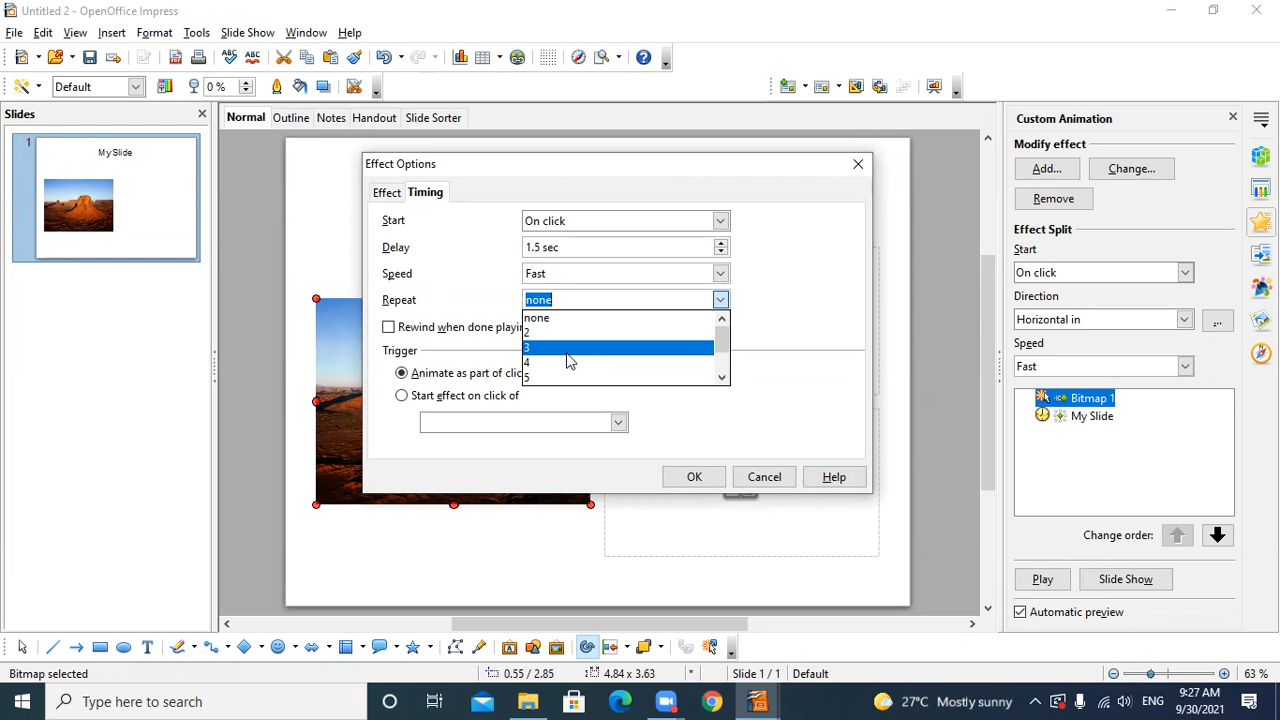 Untitled 2 - OpenOffice Impress
File Edit View Insert Format Tools Slide Show Window Help
Default 0 %
Slides
1
My Slide
Normal Outline Notes Handout Slide Sorter
Effect Options
Effect Timing
Start On click
Delay 1.5 sec
Speed Fast
Repeat none
none
2
3
4
5
Rewind when done playin
Trigger
Animate as part of clic
Start effect on click of
OK Cancel Help
Custom Animation
Modify effect
Add... Change...
Remove
Effect Split
Start
On click
Direction
Horizontal in ...
Speed
Fast
Bitmap 1
My Slide
Change order:
Play Slide Show
Automatic preview
Bitmap selected 0.55 / 2.85 4.84 x 3.63 * Slide 1 / 1 Default 63 %
Type here to search 27°C Mostly sunny ENG 9:27 AM
9/30/2021